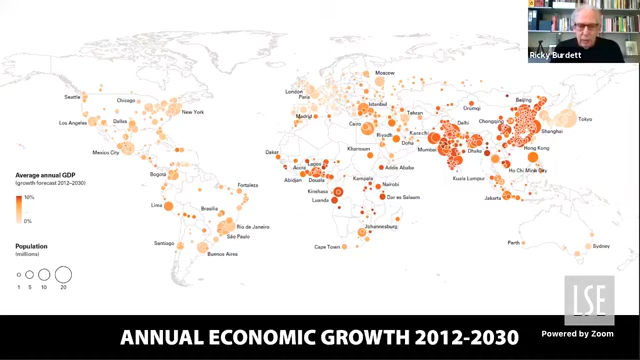 Ricky Burdett
Moscow
London
Paris
Madrid
Istanbul
Tehran
Cairo
Riyadh
Doha
Karachi
Delhi
Mumbai
Dhaka
Urumqi
Chongqing
Beijing
Shanghai
Tokyo
Hong Kong
Ho Chi Minh City
Kuala Lumpur
Jakarta
Perth
Sydney
Seattle
Chicago
New York
Los Angeles
Dallas
Mexico City
Bogotá
Fortaleza
Lima
Brasília
Rio de Janeiro
São Paulo
Santiago
Buenos Aires
Dakar
Accra
Lagos
Abidjan
Douala
Khartoum
Addis Ababa
Kampala
Nairobi
Kinshasa
Luanda
Dar es Salaam
Johannesburg
Cape Town
Average annual GDP
(growth forecast 2012–2030)
10%
0%
Population
(millions)
1 5 10 20
LSE
Powered by Zoom
ANNUAL ECONOMIC GROWTH 2012-2030